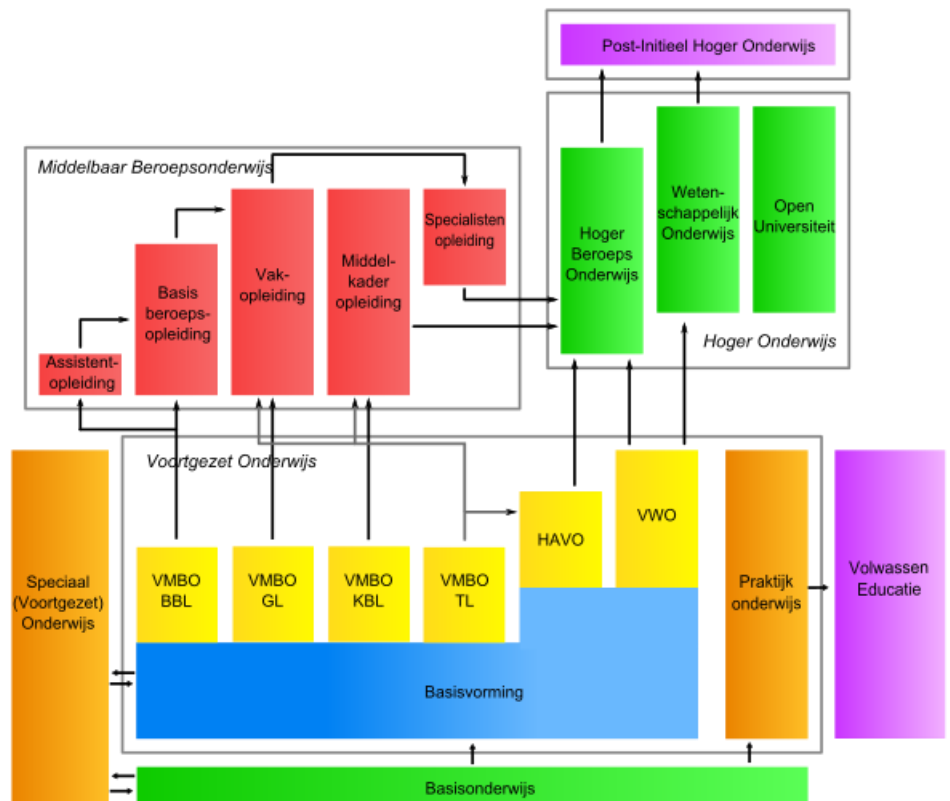 Post-Initieel Hoger Onderwijs
Middelbaar Beroepsonderwijs
Assistent-
opleiding
Basis
beroeps-
opleiding
Vak-
opleiding
Middel-
kader
opleiding
Specialisten
opleiding
Hoger
Beroeps
Onderwijs
Weten-
schappelijk
Onderwijs
Open
Universiteit
Hoger Onderwijs
Voortgezet Onderwijs
Speciaal
(Voortgezet)
Onderwijs
VMBO
BBL
VMBO
GL
VMBO
KBL
VMBO
TL
HAVO
VWO
Praktijk
onderwijs
Volwassen
Educatie
Basisvorming
Basisonderwijs